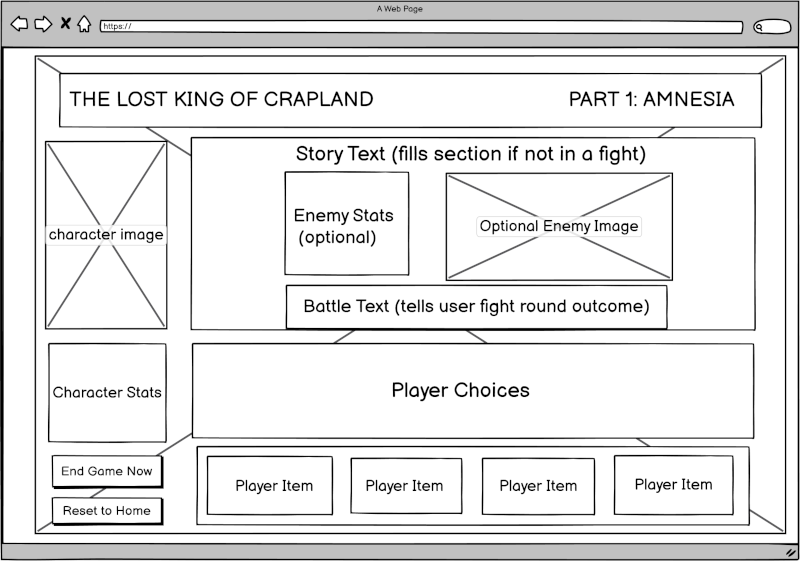 A Web Page
https://
THE LOST KING OF CRAPLAND
PART 1: AMNESIA
Story Text (fills section if not in a fight)
character image
Enemy Stats
(optional)
Optional Enemy Image
Battle Text (tells user fight round outcome)
Character Stats
Player Choices
End Game Now
Reset to Home
Player Item
Player Item
Player Item
Player Item